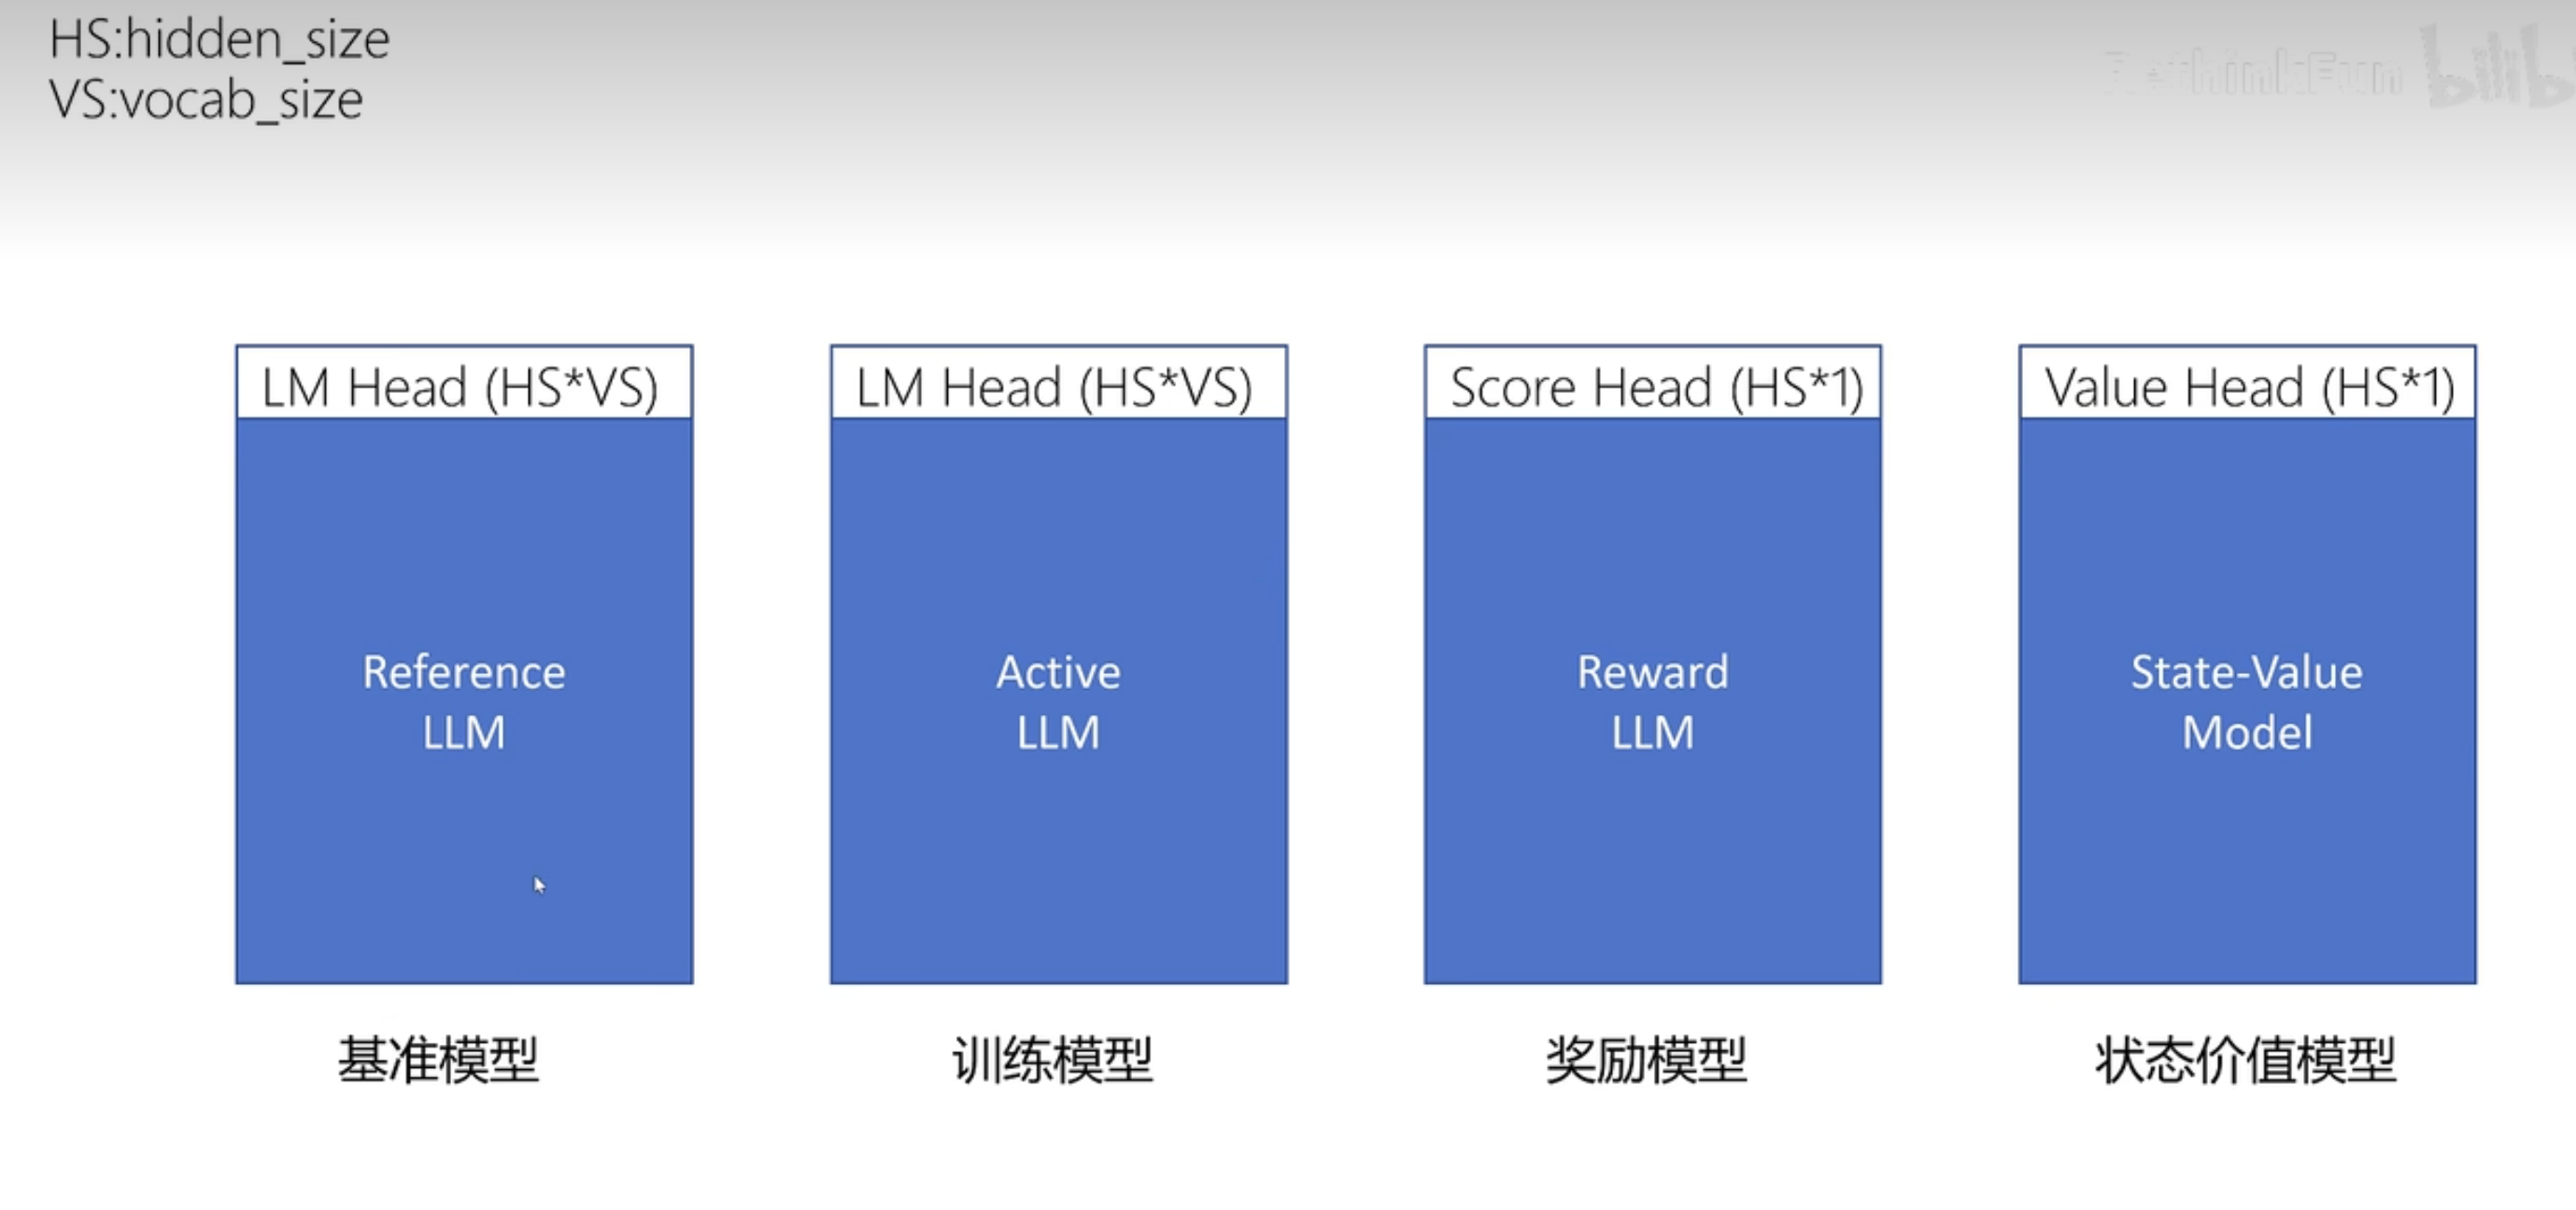 HS:hidden_size
VS:vocab_size
RethinkFun
LM Head (HS*VS)
LM Head (HS*VS)
Score Head (HS*1)
Value Head (HS*1)
Reference
LLM
Active
LLM
Reward
LLM
State-Value
Model
基准模型
训练模型
奖励模型
状态价值模型